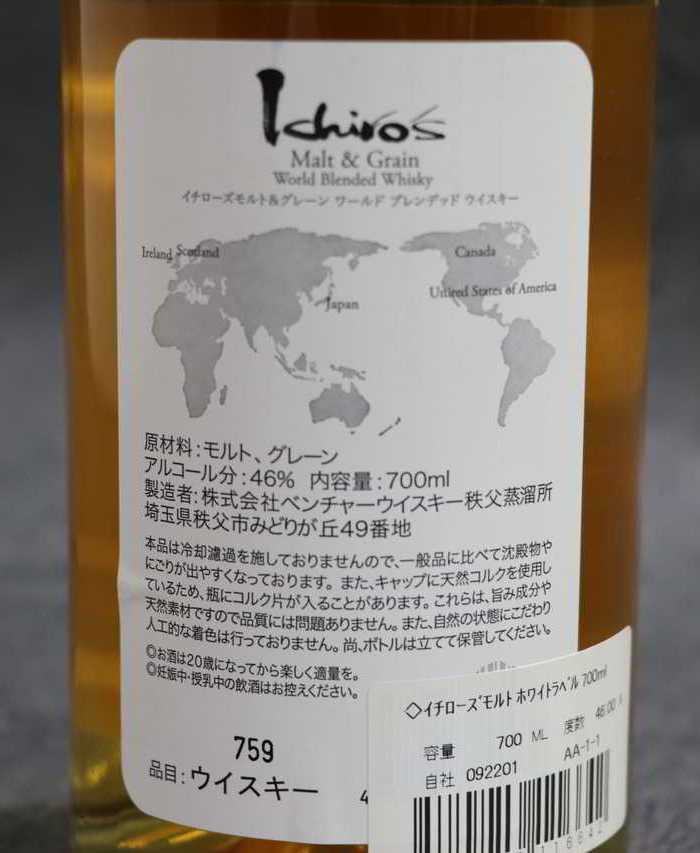 Ichiro's
Malt & Grain
World Blended Whisky
イチローズモルト&グレーン ワールド ブレンデッド ウイスキー
Ireland Scotland
Canada
United States of America
Japan
原材料:モルト、グレーン
アルコール分:46% 内容量:700ml
製造者:株式会社ベンチャーウイスキー秩父蒸溜所
埼玉県秩父市みどりが丘49番地
本品は冷却濾過を施しておりませんので、一般品に比べて沈殿物や
にごりが出やすくなっております。また、キャップに天然コルクを使用し
ているため、瓶にコルク片が入ることがあります。これらは、旨み成分や
天然素材ですので品質には問題ありません。また、自然の状態にこだわり
人工的な着色は行っておりません。尚、ボトルは立てて保管してください。
◎お酒は20歳になってから楽しく適量を。
◎妊娠中・授乳中の飲酒はお控えください。
759
品目:ウイスキー
4
◇イチローズモルト ホワイトラベル 700ml
容量 700 ML 度数 46.00
自社 092201 AA-1-1